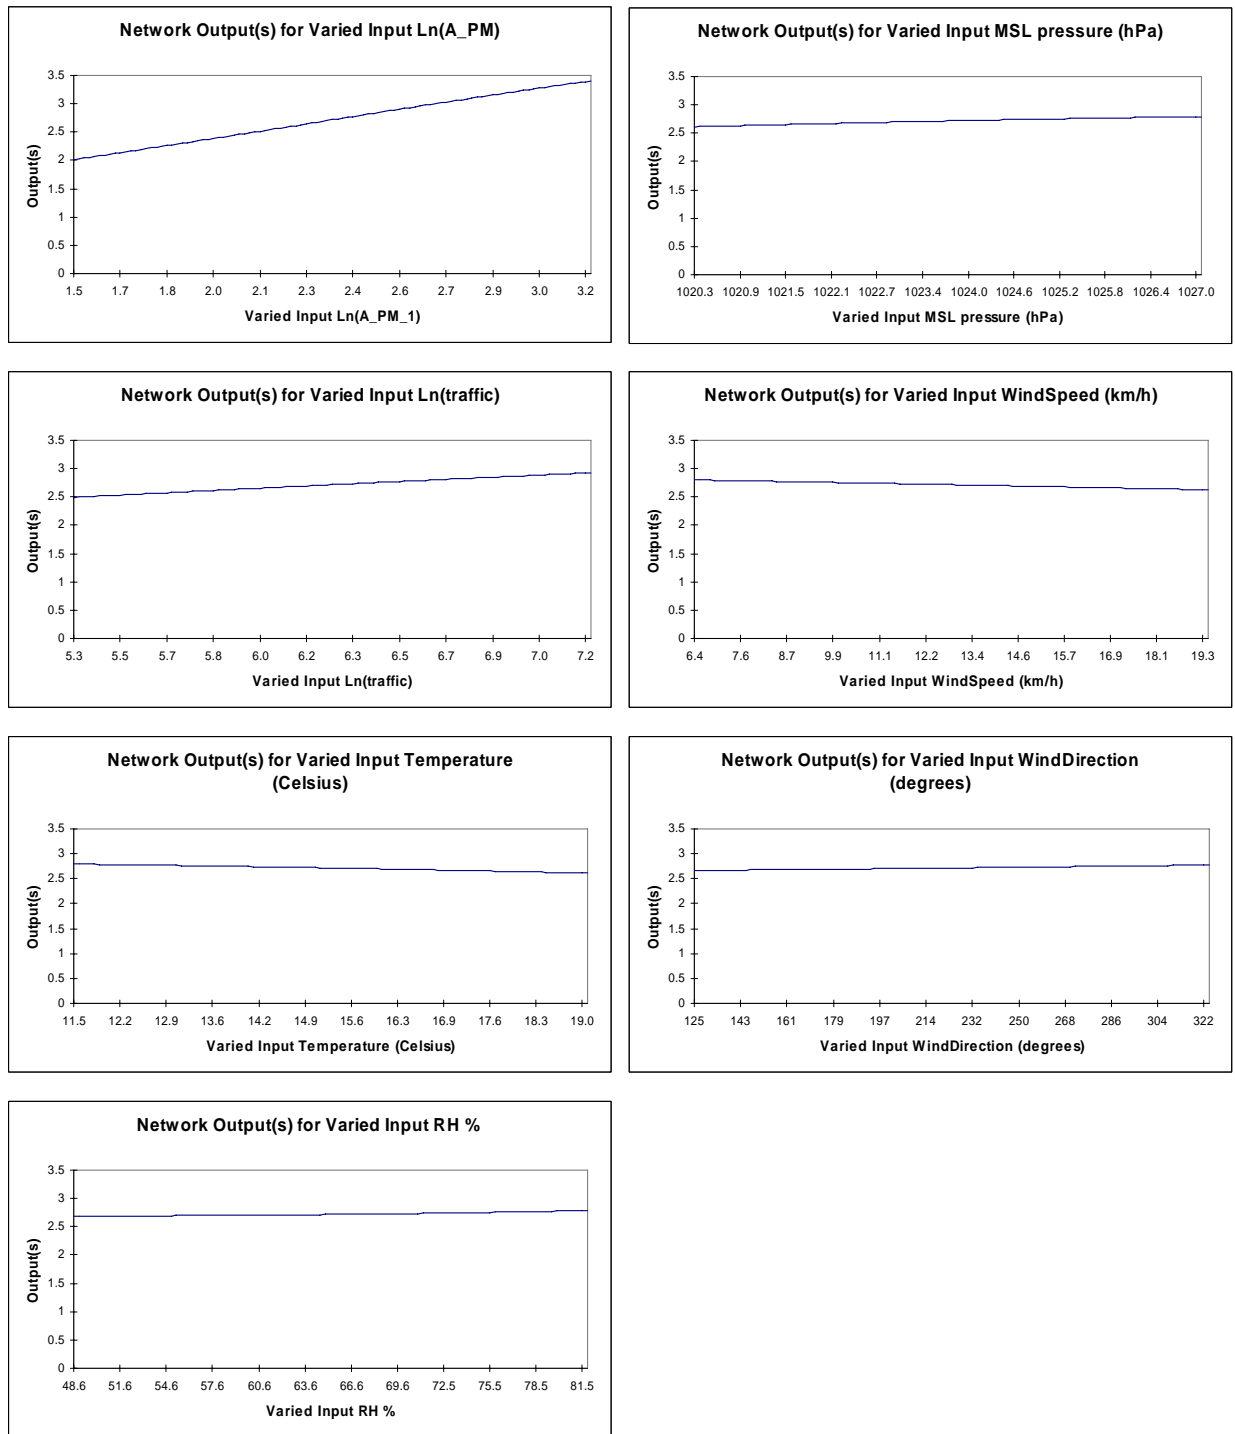 Network Output(s) for Varied Input Ln(A_PM)
3.5
3
2.5
2
1.5
1
0.5
0
Output(s)
1.5 1.7 1.8 2.0 2.1 2.3 2.4 2.6 2.7 2.9 3.0 3.2
Varied Input Ln(A_PM_1)
Network Output(s) for Varied Input MSL pressure (hPa)
3.5
3
2.5
2
1.5
1
0.5
0
Output(s)
1020.3 1020.9 1021.5 1022.1 1022.7 1023.4 1024.0 1024.6 1025.2 1025.8 1026.4 1027.0
Varied Input MSL pressure (hPa)
Network Output(s) for Varied Input Ln(traffic)
3.5
3
2.5
2
1.5
1
0.5
0
Output(s)
5.3 5.5 5.7 5.8 6.0 6.2 6.3 6.5 6.7 6.9 7.0 7.2
Varied Input Ln(traffic)
Network Output(s) for Varied Input WindSpeed (km/h)
3.5
3
2.5
2
1.5
1
0.5
0
Output(s)
6.4 7.6 8.7 9.9 11.1 12.2 13.4 14.6 15.7 16.9 18.1 19.3
Varied Input WindSpeed (km/h)
Network Output(s) for Varied Input Temperature
(Celsius)
3.5
3
2.5
2
1.5
1
0.5
0
Output(s)
11.5 12.2 12.9 13.6 14.2 14.9 15.6 16.3 16.9 17.6 18.3 19.0
Varied Input Temperature (Celsius)
Network Output(s) for Varied Input WindDirection
(degrees)
3.5
3
2.5
2
1.5
1
0.5
0
Output(s)
125 143 161 179 197 214 232 250 268 286 304 322
Varied Input WindDirection (degrees)
Network Output(s) for Varied Input RH %
3.5
3
2.5
2
1.5
1
0.5
0
Output(s)
48.6 51.6 54.6 57.6 60.6 63.6 66.6 69.6 72.5 75.5 78.5 81.5
Varied Input RH %